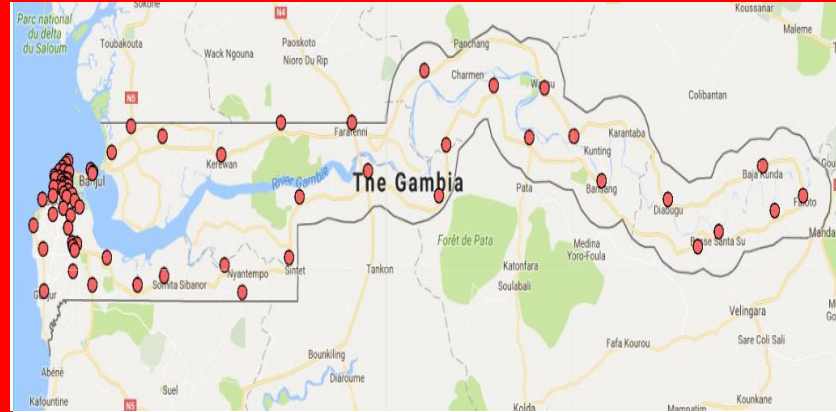 Parc national
du delta
du Saloum
Sokone
N4
Koussanar
Maleme
Toubakouta
Wack Ngouna
Paoskoto
Nioro Du Rip
Panchang
Charmen
Colibantan
N5
Farafenni
Karantaba
Kunting
Kerewan
Banjul
River Gambie
The Gambia
Pata
Bansang
Baja Kunda
Diabugu
Fatoto
Basse Santa Su
Manda
Forêt de Pata
Medina
Yoro-Foula
Nyantempo
Sintet
Tankon
Katonfara
Soulabali
Somita Sibanor
Velingara
Fafa Kourou
Sare Coli Sali
Bounkiling
Diaroume
Abéné
Suel
Kafountine
N5
Kolda
Mampatim
Kounkane